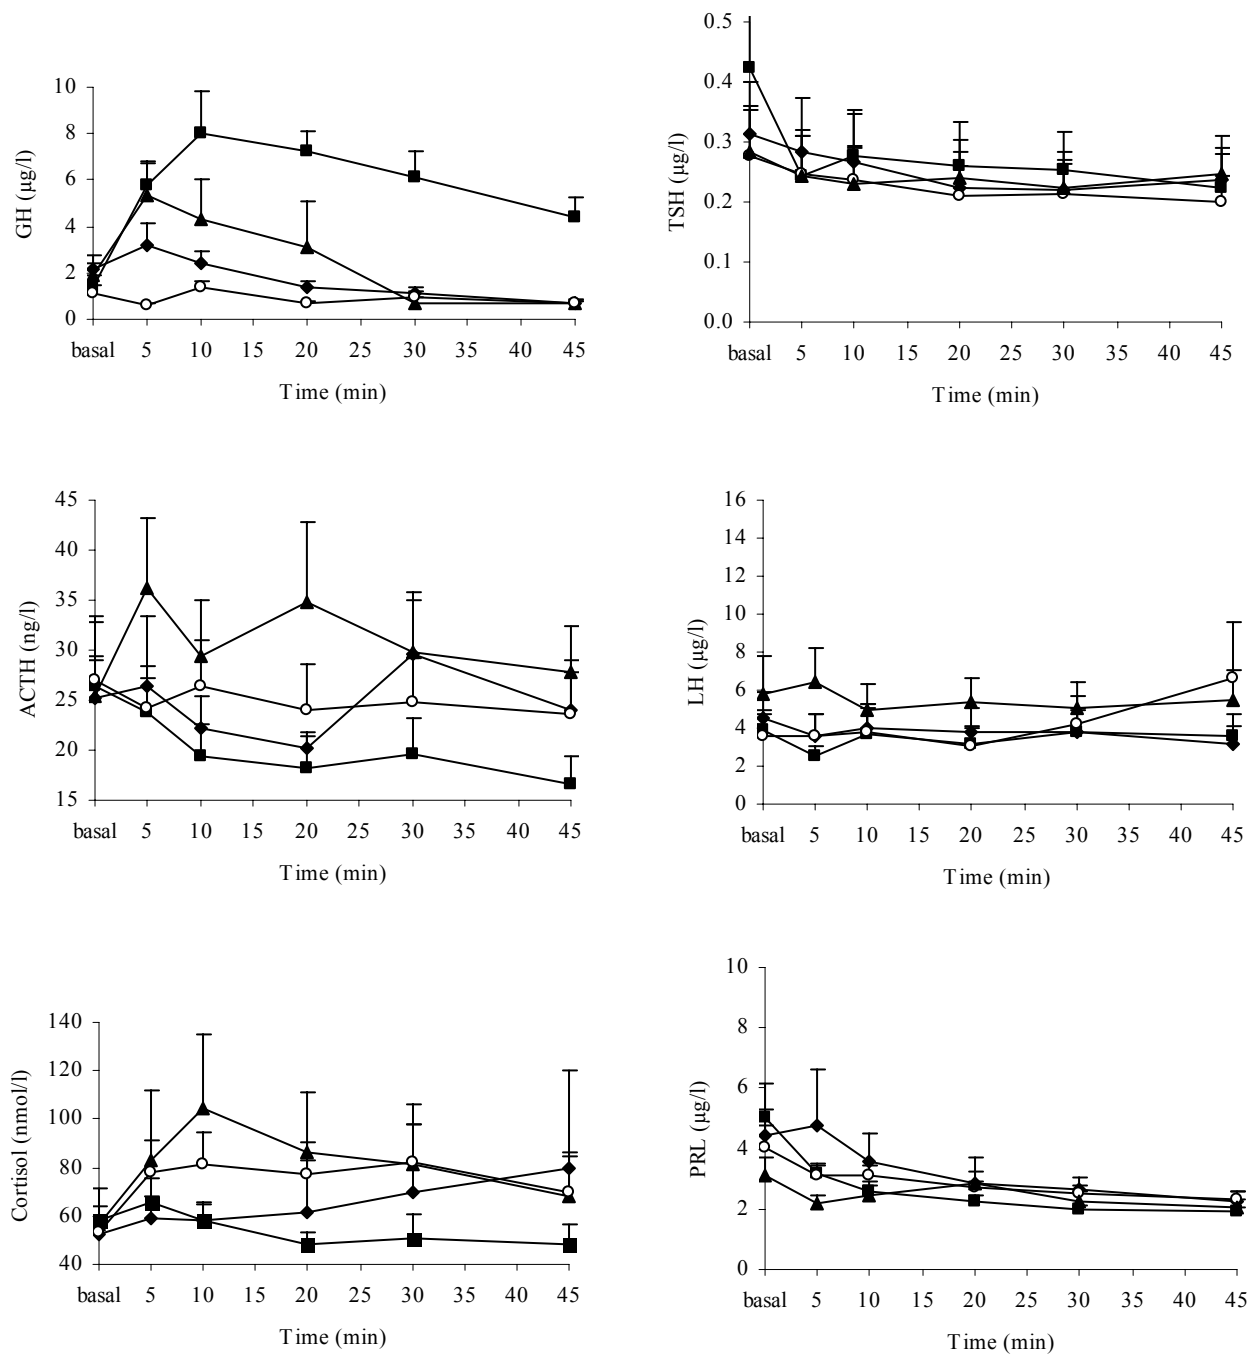 10
8
6
4
2
0
GH (µg/l)
basal 5 10 15 20 25 30 35 40 45
Time (min)
0.5
0.4
0.3
0.2
0.1
0.0
TSH (µg/l)
basal 5 10 15 20 25 30 35 40 45
Time (min)
45
40
35
30
25
20
15
ACTH (ng/l)
basal 5 10 15 20 25 30 35 40 45
Time (min)
16
14
12
10
8
6
4
2
0
LH (µg/l)
basal 5 10 15 20 25 30 35 40 45
Time (min)
140
120
100
80
60
40
Cortisol (nmol/l)
basal 5 10 15 20 25 30 35 40 45
Time (min)
10
8
6
4
2
0
PRL (µg/l)
basal 5 10 15 20 25 30 35 40 45
Time (min)